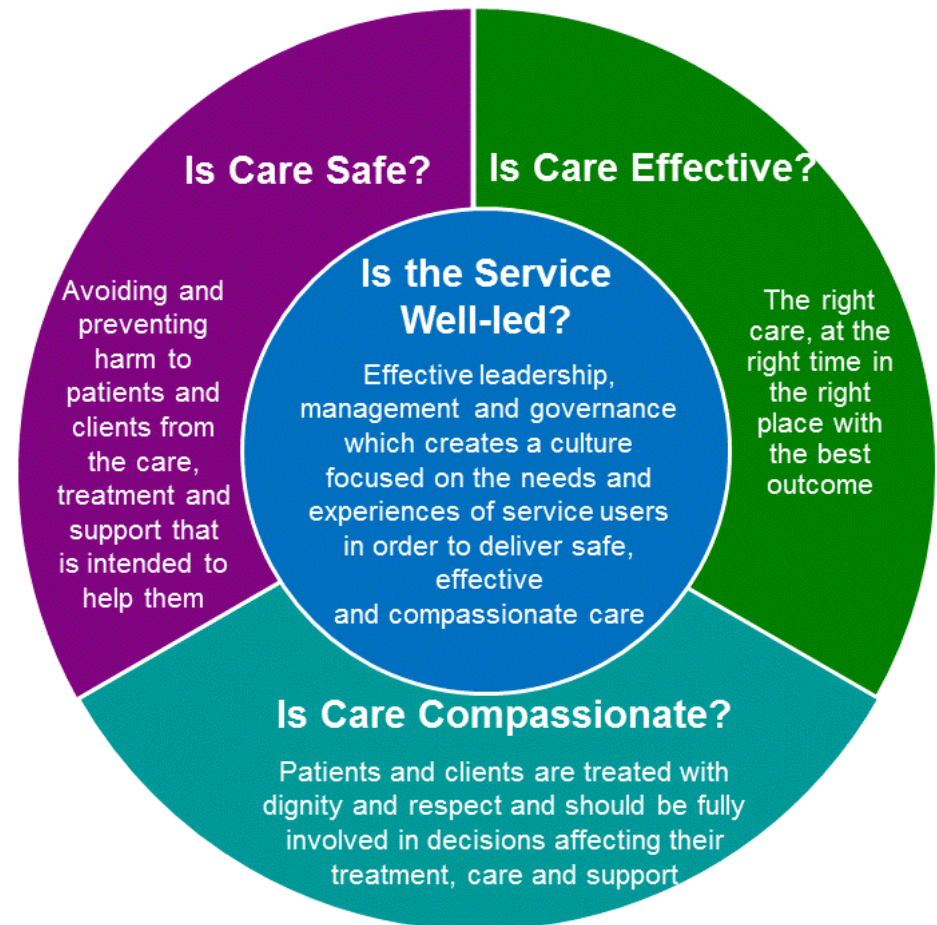 Is Care Safe?
Avoiding and
preventing
harm to
patients and
clients from
the care,
treatment and
support that
is intended to
help them
Is Care Effective?
The right
care, at the
right time in
the right
place with
the best
outcome
Is the Service
Well-led?
Effective leadership,
management and governance
which creates a culture
focused on the needs and
experiences of service users
in order to deliver safe,
effective
and compassionate care
Is Care Compassionate?
Patients and clients are treated with
dignity and respect and should be fully
involved in decisions affecting their
treatment, care and support